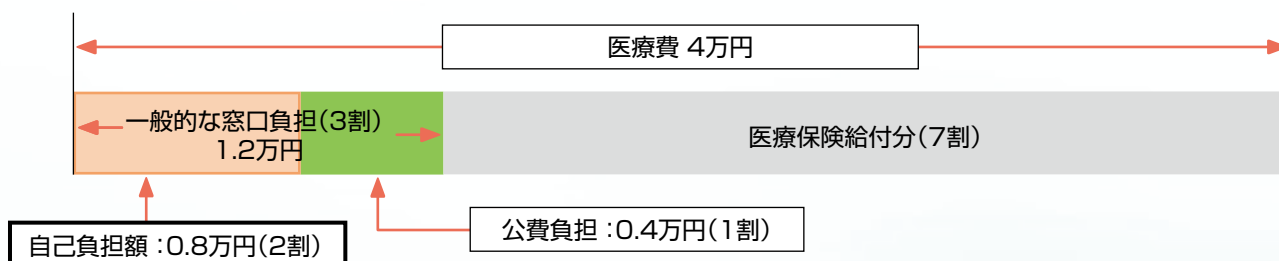 医療費 4万円
一般的な窓口負担(3割)
1.2万円
医療保険給付分(7割)
公費負担:0.4万円(1割)
自己負担額:0.8万円(2割)